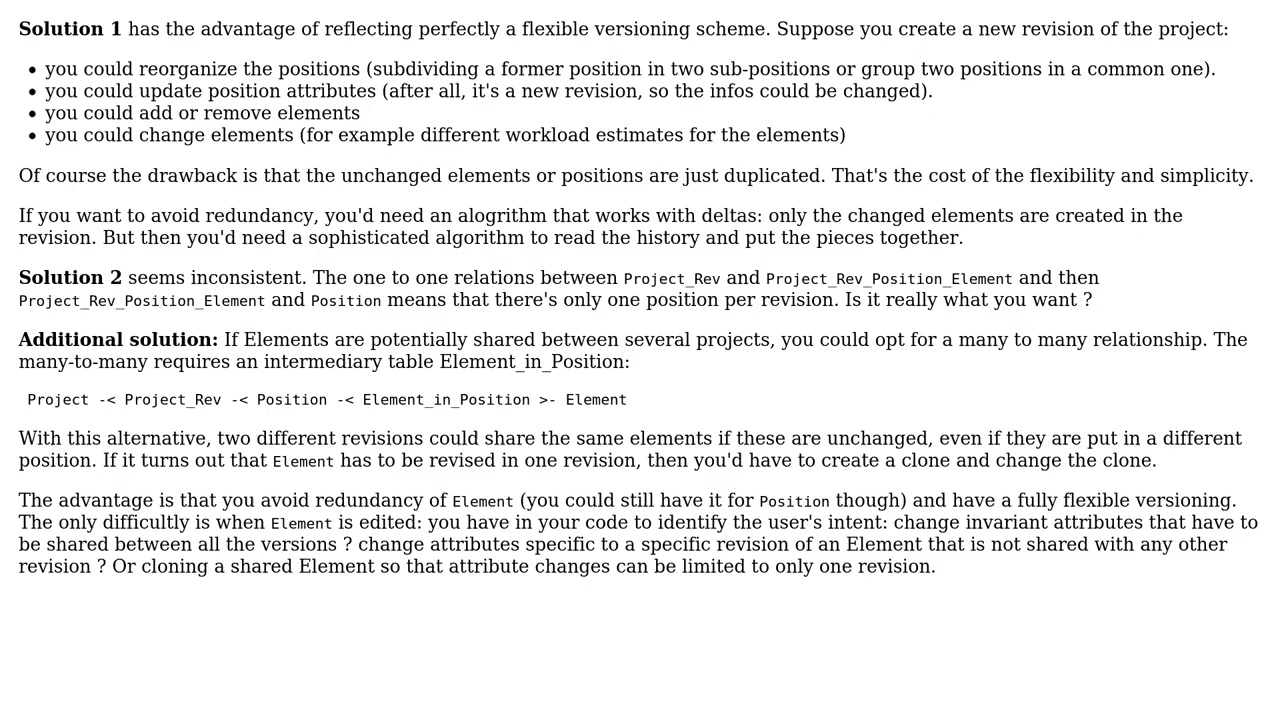 Solution 1 has the advantage of reflecting perfectly a flexible versioning scheme. Suppose you create a new revision of the project:
• you could reorganize the positions (subdividing a former position in two sub-positions or group two positions in a common one).
• you could update position attributes (after all, it's a new revision, so the infos could be changed).
• you could add or remove elements
• you could change elements (for example different workload estimates for the elements)
Of course the drawback is that the unchanged elements or positions are just duplicated. That's the cost of the flexibility and simplicity.
If you want to avoid redundancy, you'd need an alogrithm that works with deltas: only the changed elements are created in the
revision. But then you'd need a sophisticated algorithm to read the history and put the pieces together.
Solution 2 seems inconsistent. The one to one relations between Project_Rev and Project_Rev_Position_Element and then
Project_Rev_Position_Element and Position means that there's only one position per revision. Is it really what you want ?
Additional solution: If Elements are potentially shared between several projects, you could opt for a many to many relationship. The
many-to-many requires an intermediary table Element_in_Position:
Project -< Project_Rev -< Position -< Element_in_Position >- Element
With this alternative, two different revisions could share the same elements if these are unchanged, even if they are put in a different
position. If it turns out that Element has to be revised in one revision, then you'd have to create a clone and change the clone.
The advantage is that you avoid redundancy of Element (you could still have it for Position though) and have a fully flexible versioning.
The only difficultly is when Element is edited: you have in your code to identify the user's intent: change invariant attributes that have to
be shared between all the versions ? change attributes specific to a specific revision of an Element that is not shared with any other
revision ? Or cloning a shared Element so that attribute changes can be limited to only one revision.